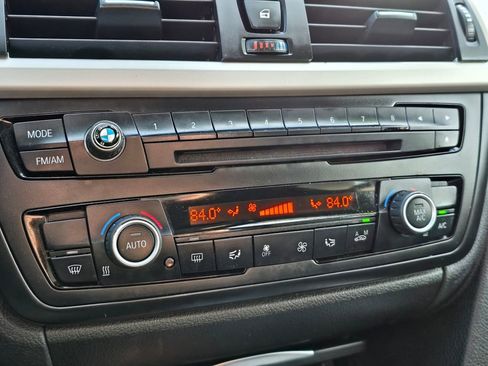 MODE
FM/AM
BMW
1 2 3 4 5 6 7 8
84.0° 84.0°
AUTO
OFF
A M
MAX
A/C
A/C